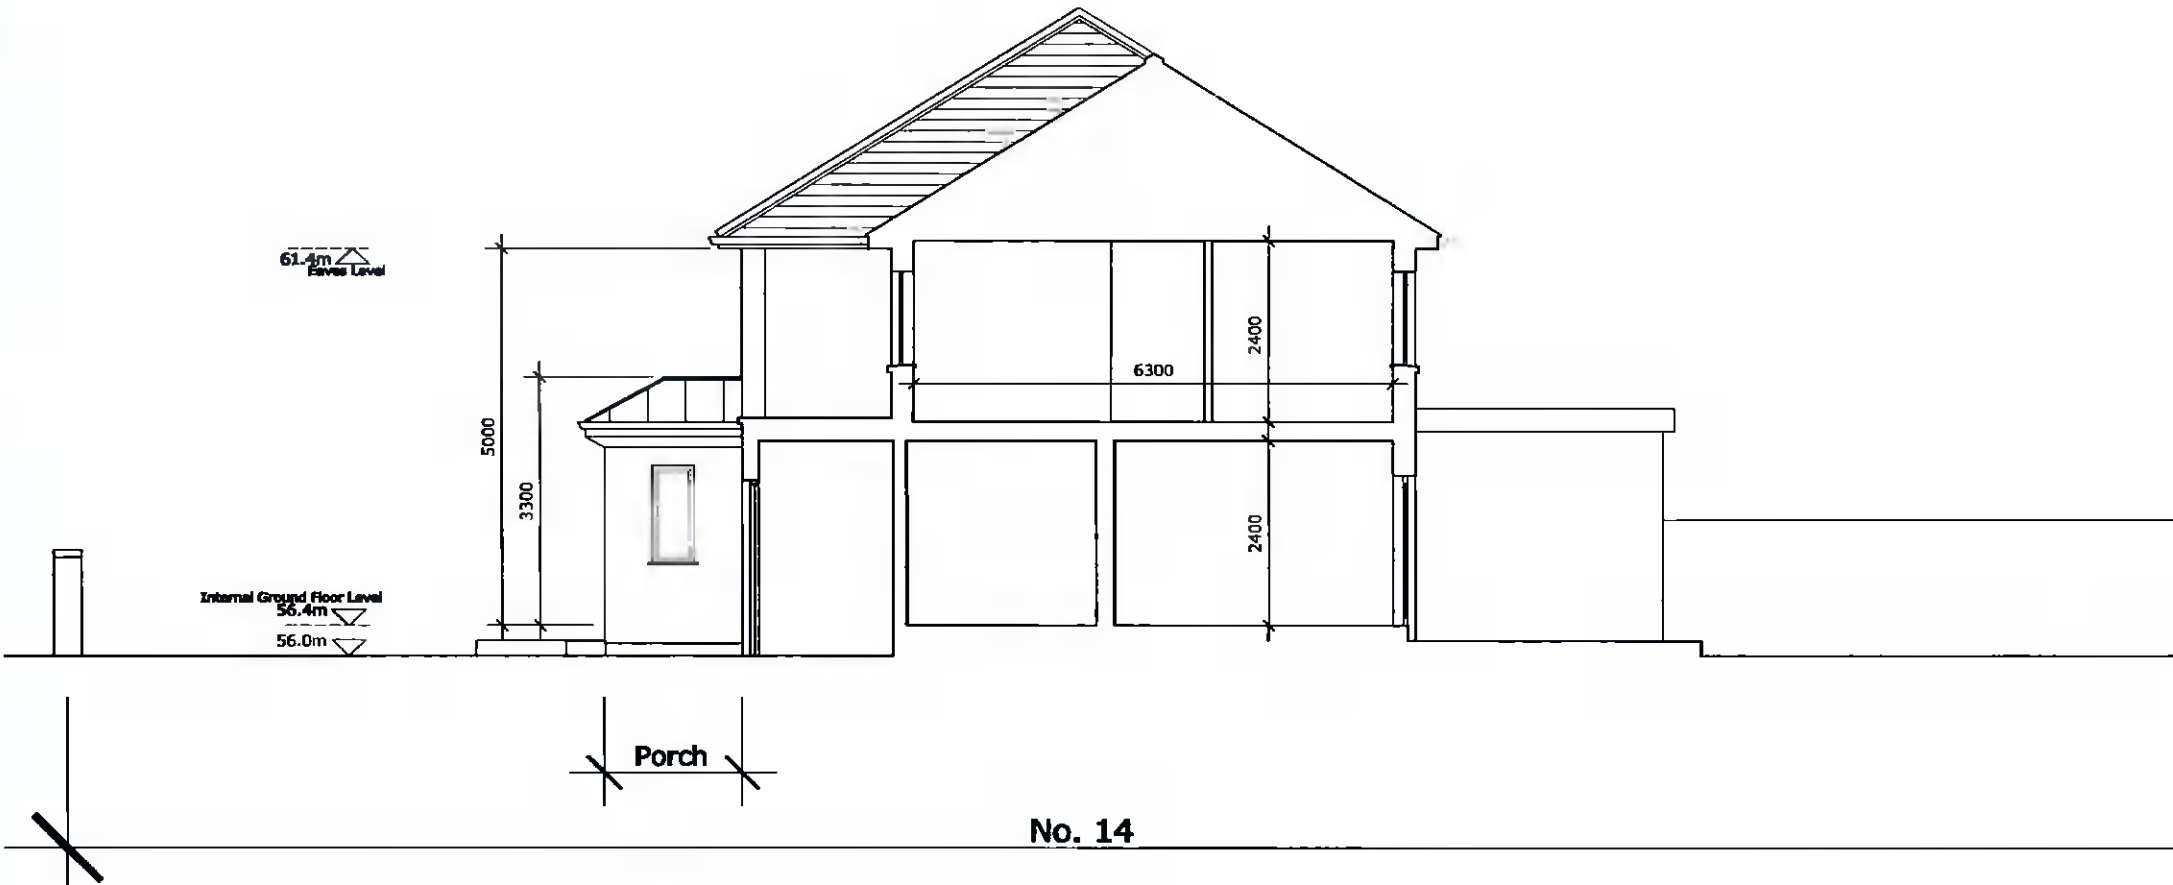 61.4m
Eaves Level
2400
6300
5000
3300
2400
Internal Ground Floor Level
56.4m
56.0m
Porch
No. 14